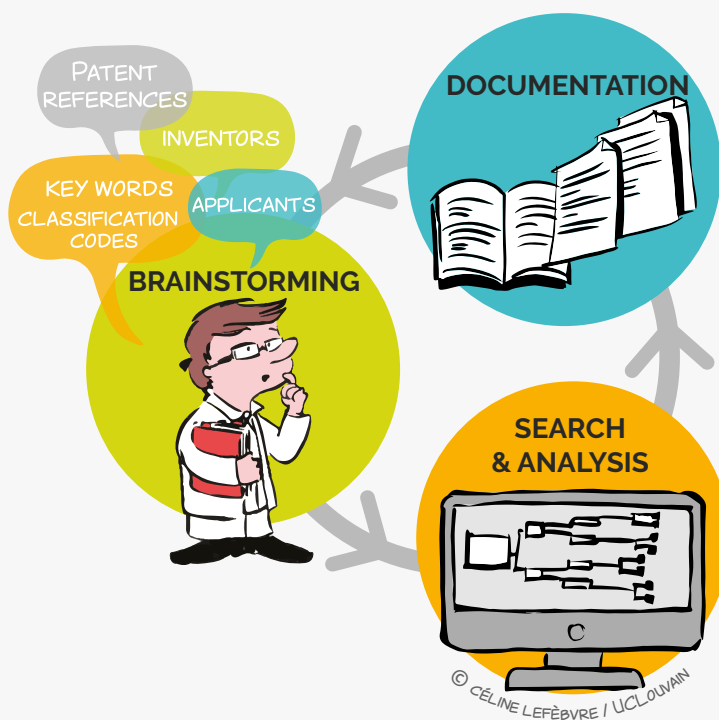 PATENT
REFERENCES
INVENTORS
KEY WORDS
CLASSIFICATION
CODES
APPLICANTS
BRAINSTORMING
DOCUMENTATION
SEARCH
& ANALYSIS
© CÉLINE LEFÈBVRE / UCLOUVAIN